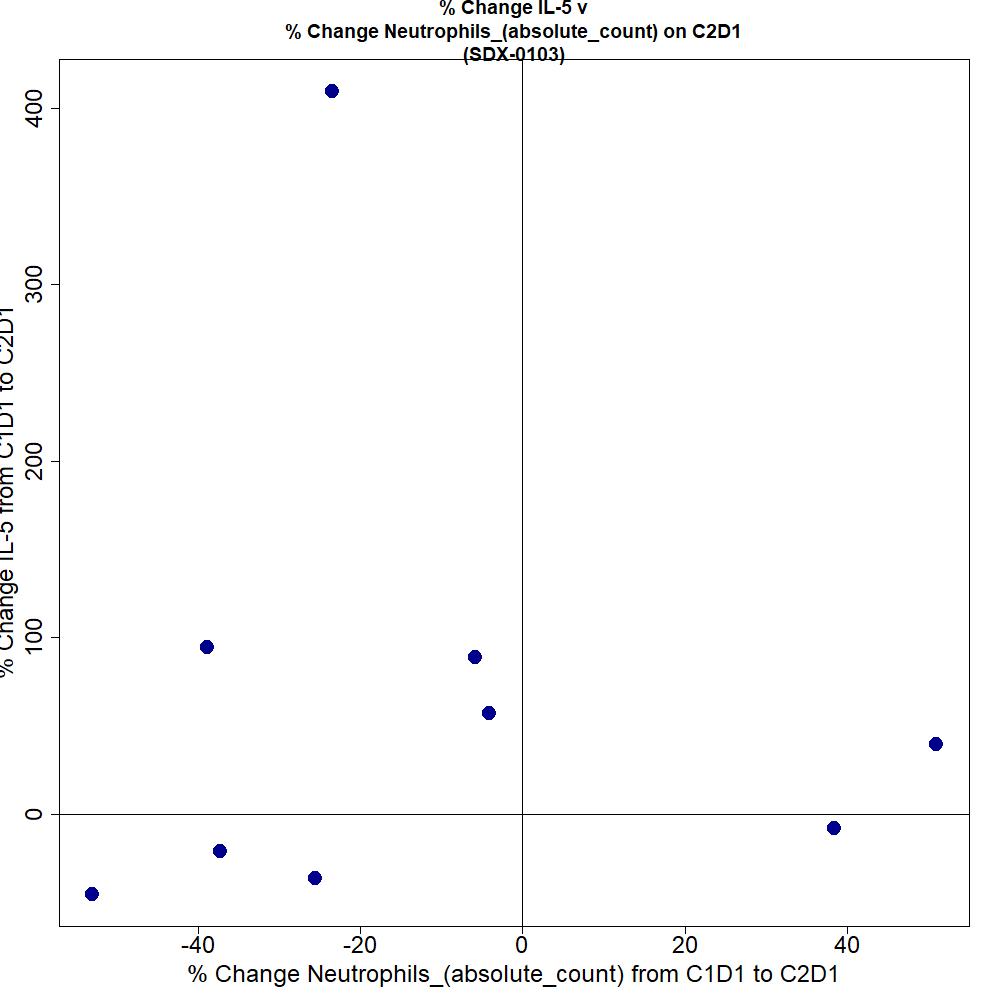 % Change IL-5 v
% Change Neutrophils_(absolute_count) on C2D1
(SDX-0103)
400
300
200
100
0
% Change IL-5 from C1D1 to C2D1
-40
-20
0
20
40
% Change Neutrophils_(absolute_count) from C1D1 to C2D1